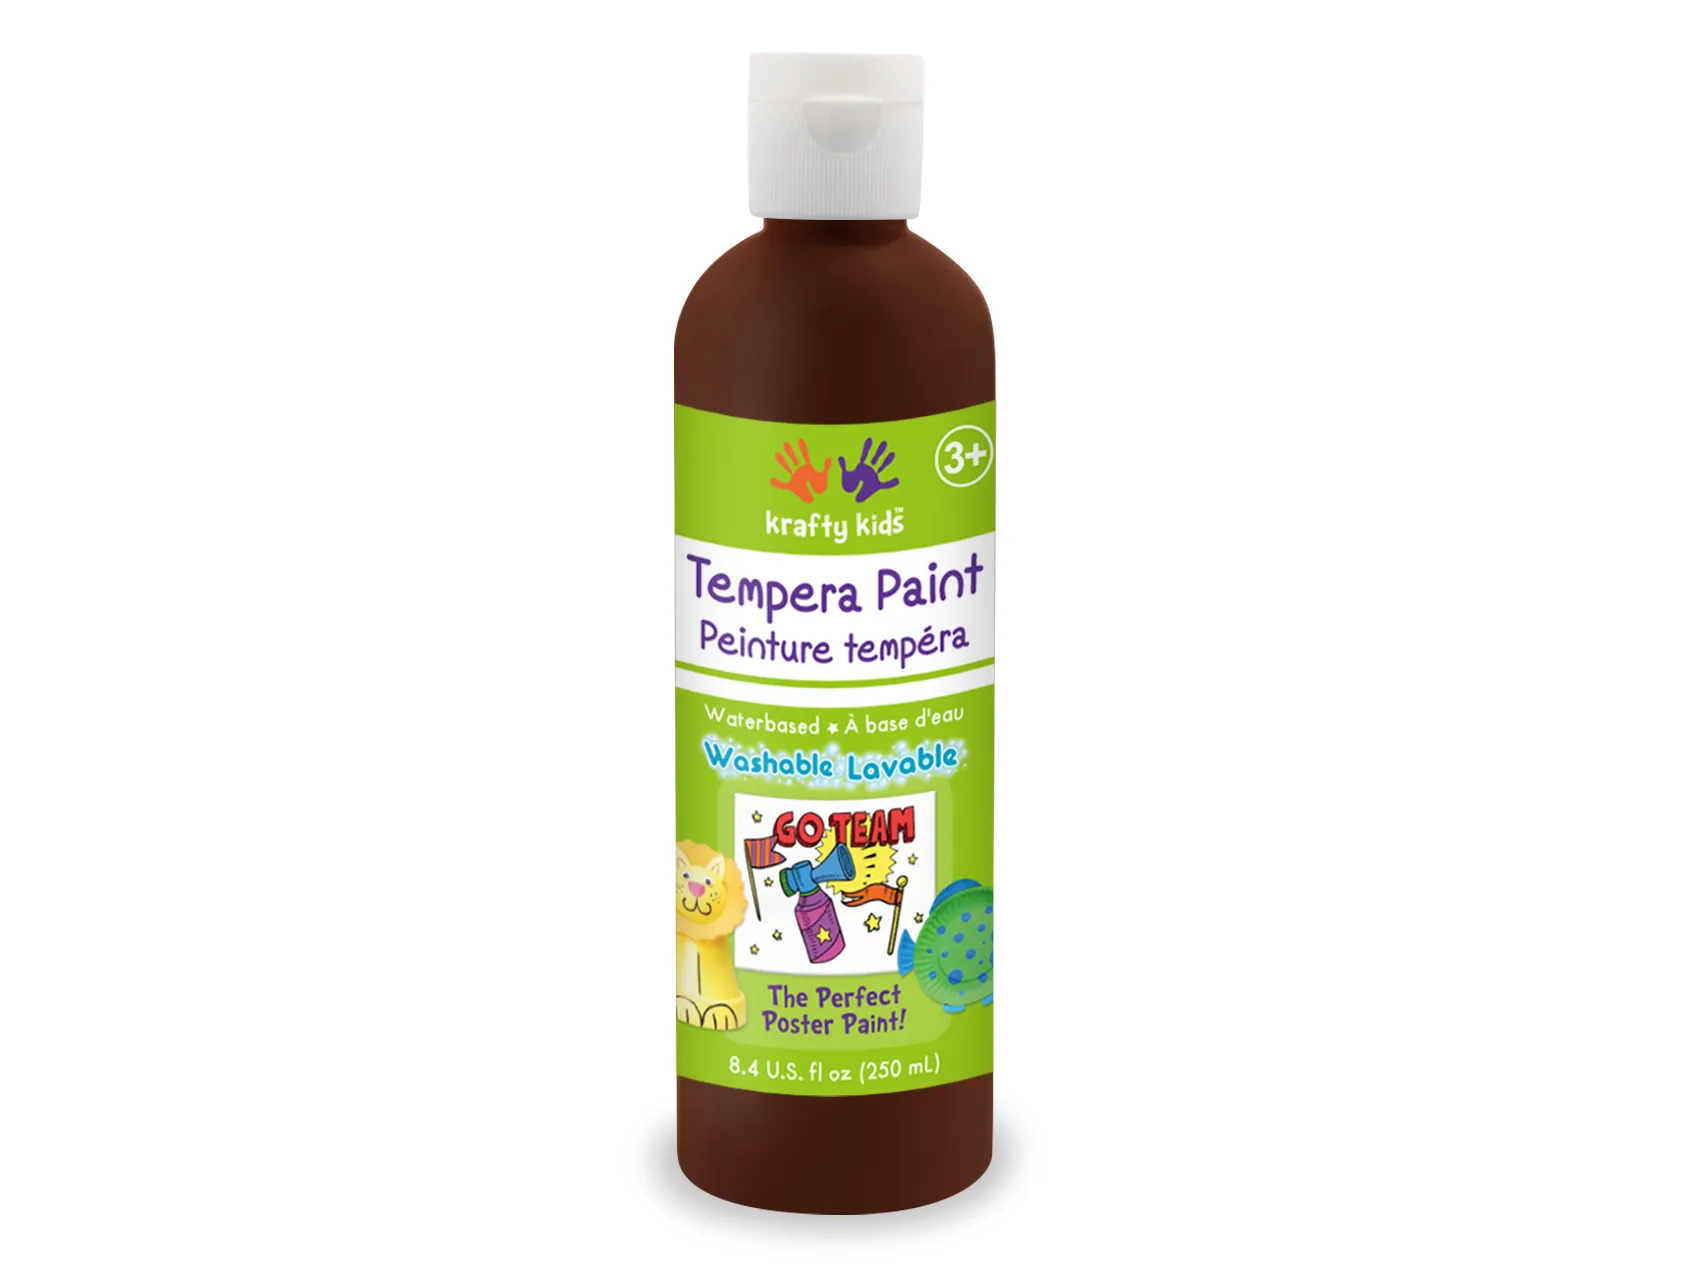 3+
krafty kids™
Tempera Paint
Peinture tempéra
Waterbased ★ À base d'eau
Washable Lavable
GO TEAM
The Perfect
Poster Paint!
8.4 U.S. fl oz (250 mL)